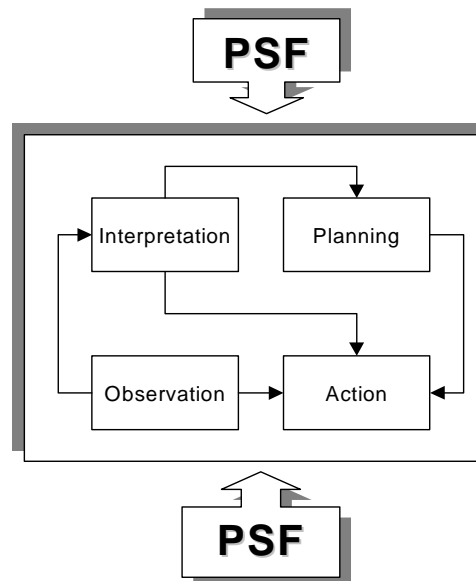 PSF
Interpretation
Planning
Observation
Action
PSF